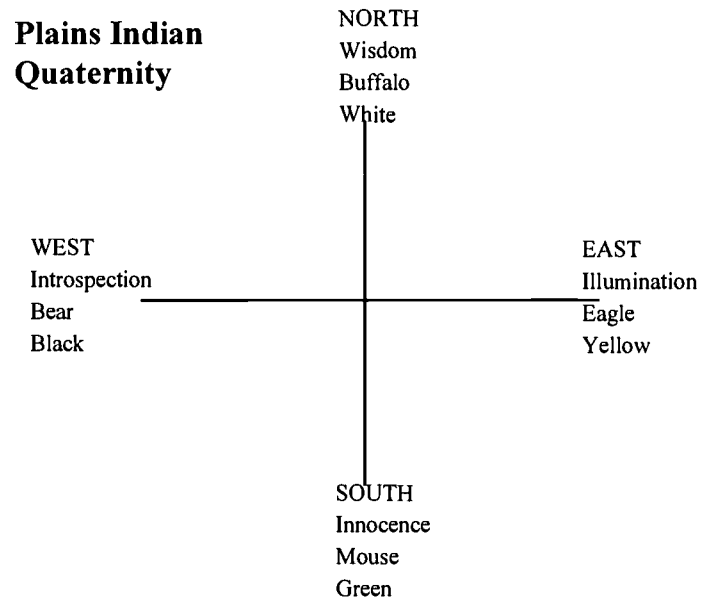 Plains Indian
Quaternity
NORTH
Wisdom
Buffalo
White
WEST
Introspection
Bear
Black
EAST
Illumination
Eagle
Yellow
SOUTH
Innocence
Mouse
Green